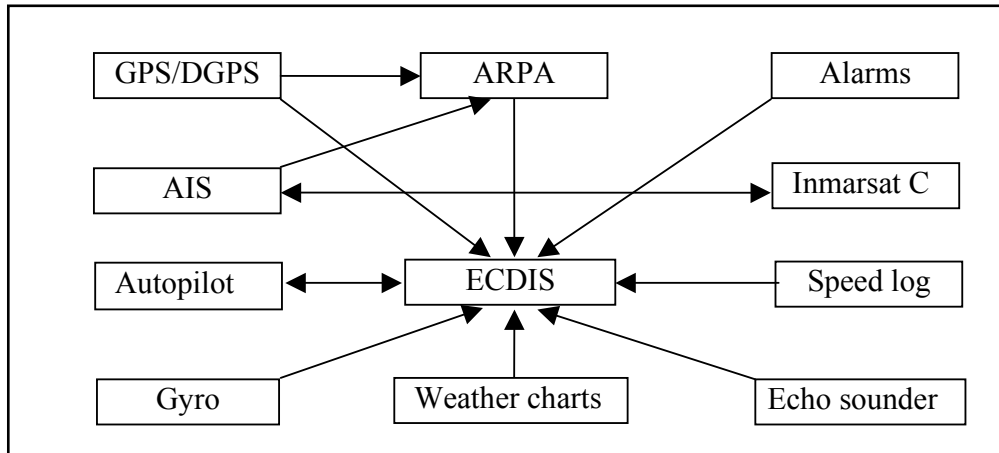 GPS/DGPS
ARPA
Alarms
AIS
Inmarsat C
Autopilot
ECDIS
Speed log
Gyro
Weather charts
Echo sounder